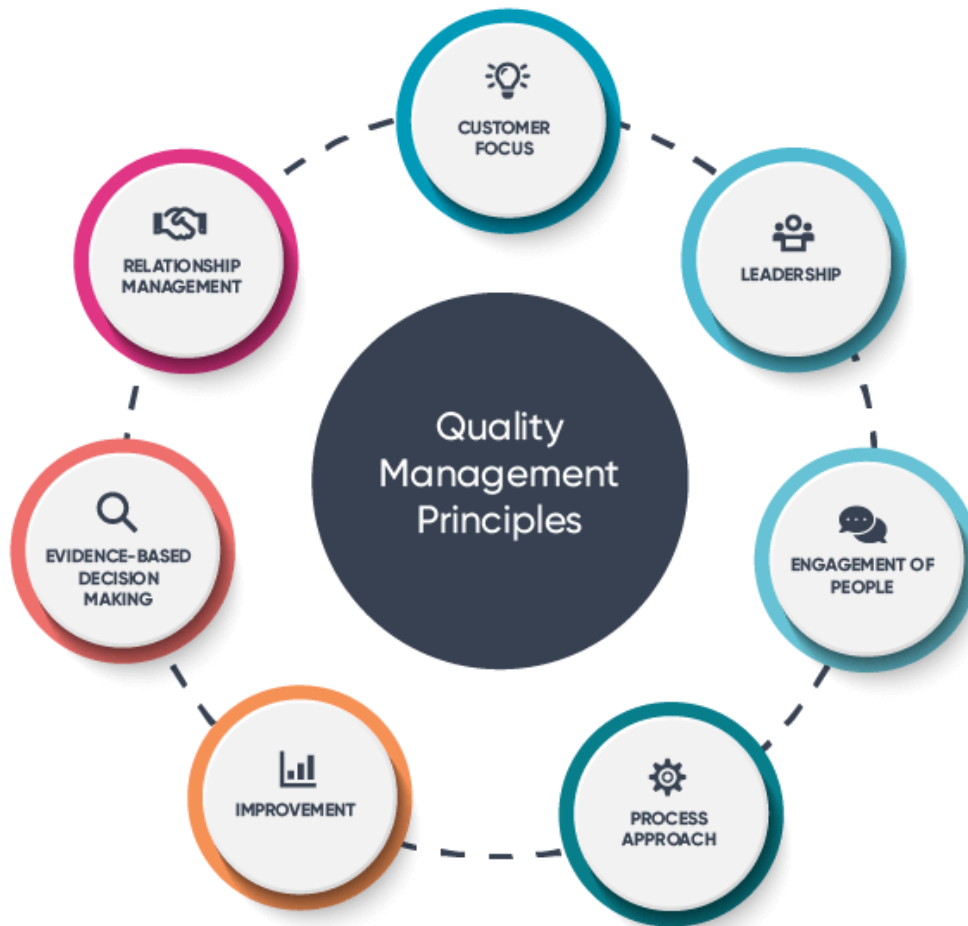 CUSTOMER
FOCUS
LEADERSHIP
ENGAGEMENT OF
PEOPLE
PROCESS
APPROACH
IMPROVEMENT
EVIDENCE-BASED
DECISION
MAKING
RELATIONSHIP
MANAGEMENT
Quality
Management
Principles